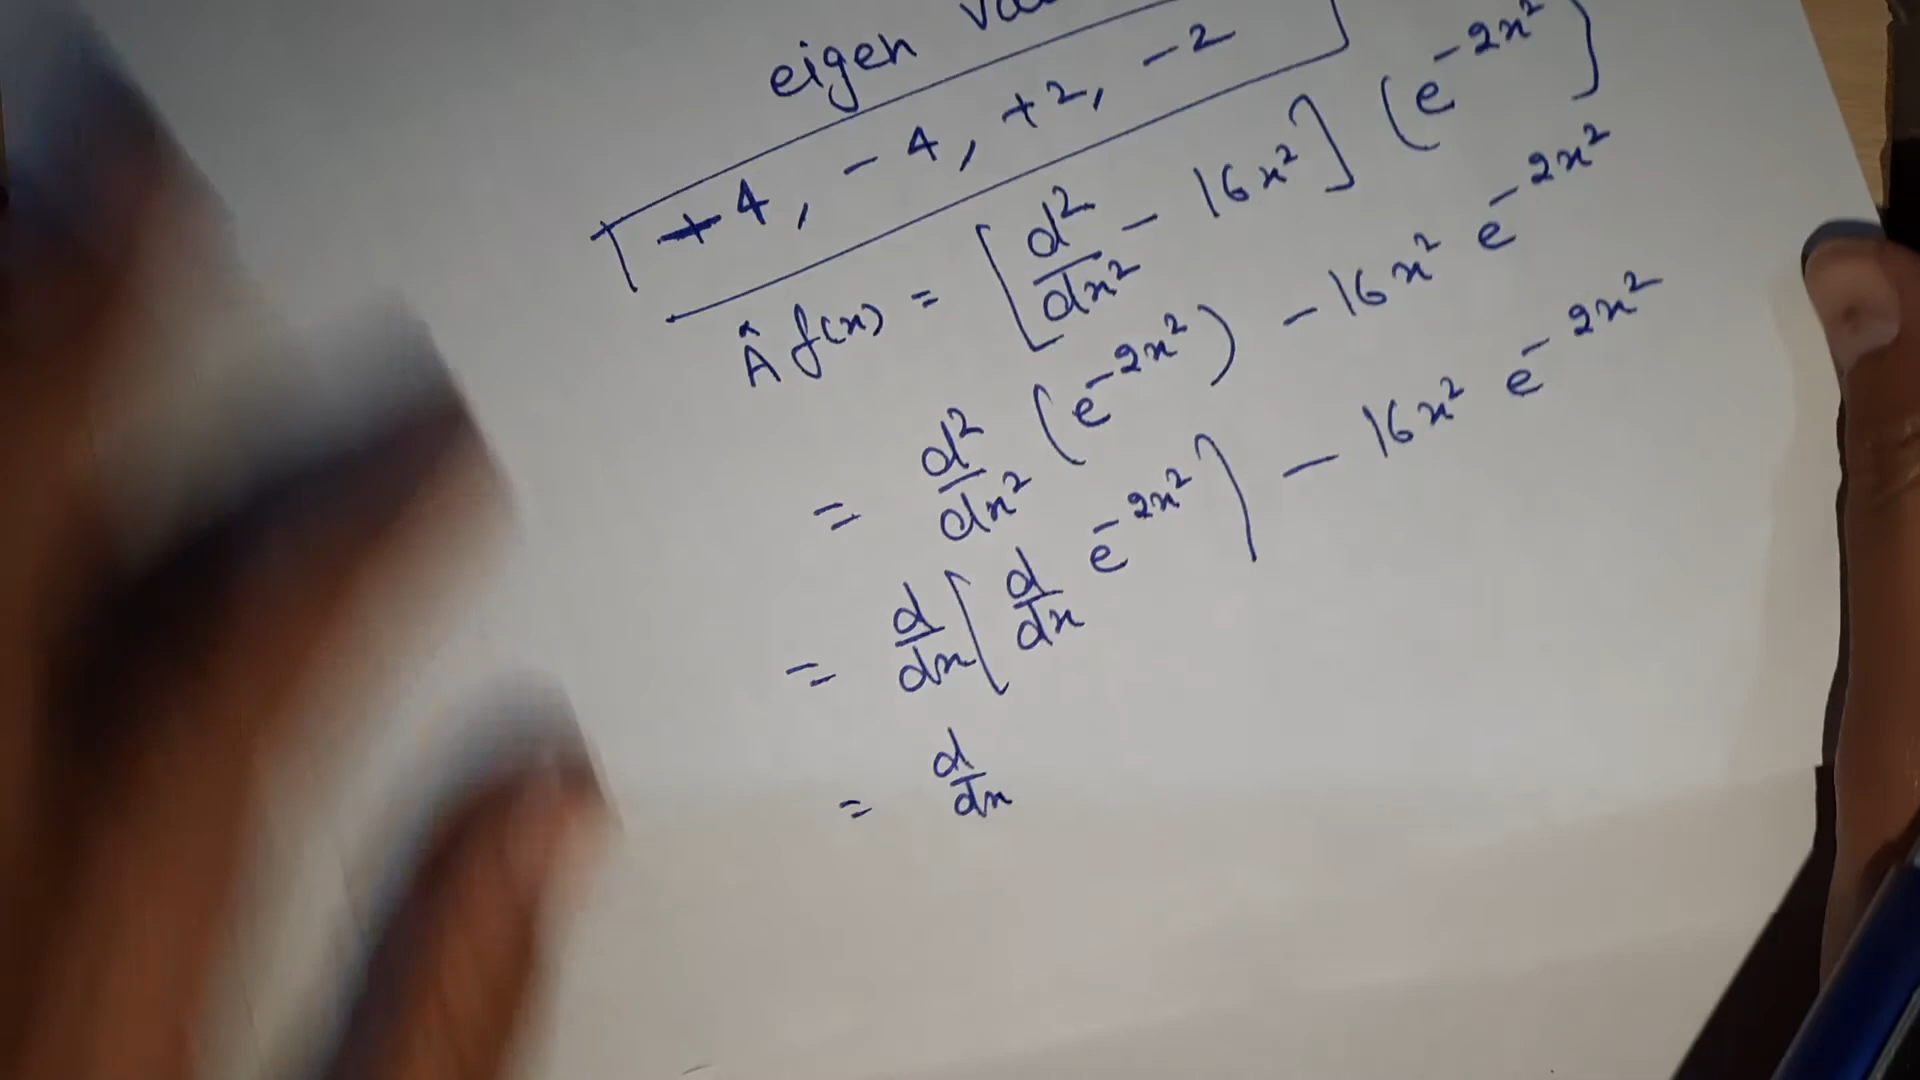 eigen
+4, -4, +2, -2
Â f(x) = [d²/dx² - 16x²] (e^-2x²)
= d²/dx² (e^-2x²) - 16x² e^-2x²
= d/dx [d/dx e^-2x²] - 16x² e^-2x²
= d/dx